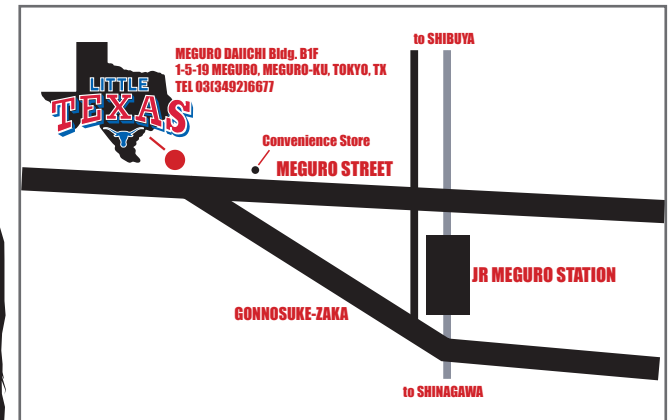 to SHIBUYA
MEGURO DAIICHI Bldg. B1F
1-5-19 MEGURO, MEGURO-KU, TOKYO, TX
TEL 03(3492)6677
LITTLE
TEXAS
Convenience Store
MEGURO STREET
JR MEGURO STATION
GONNOSUKE-ZAKA
to SHINAGAWA